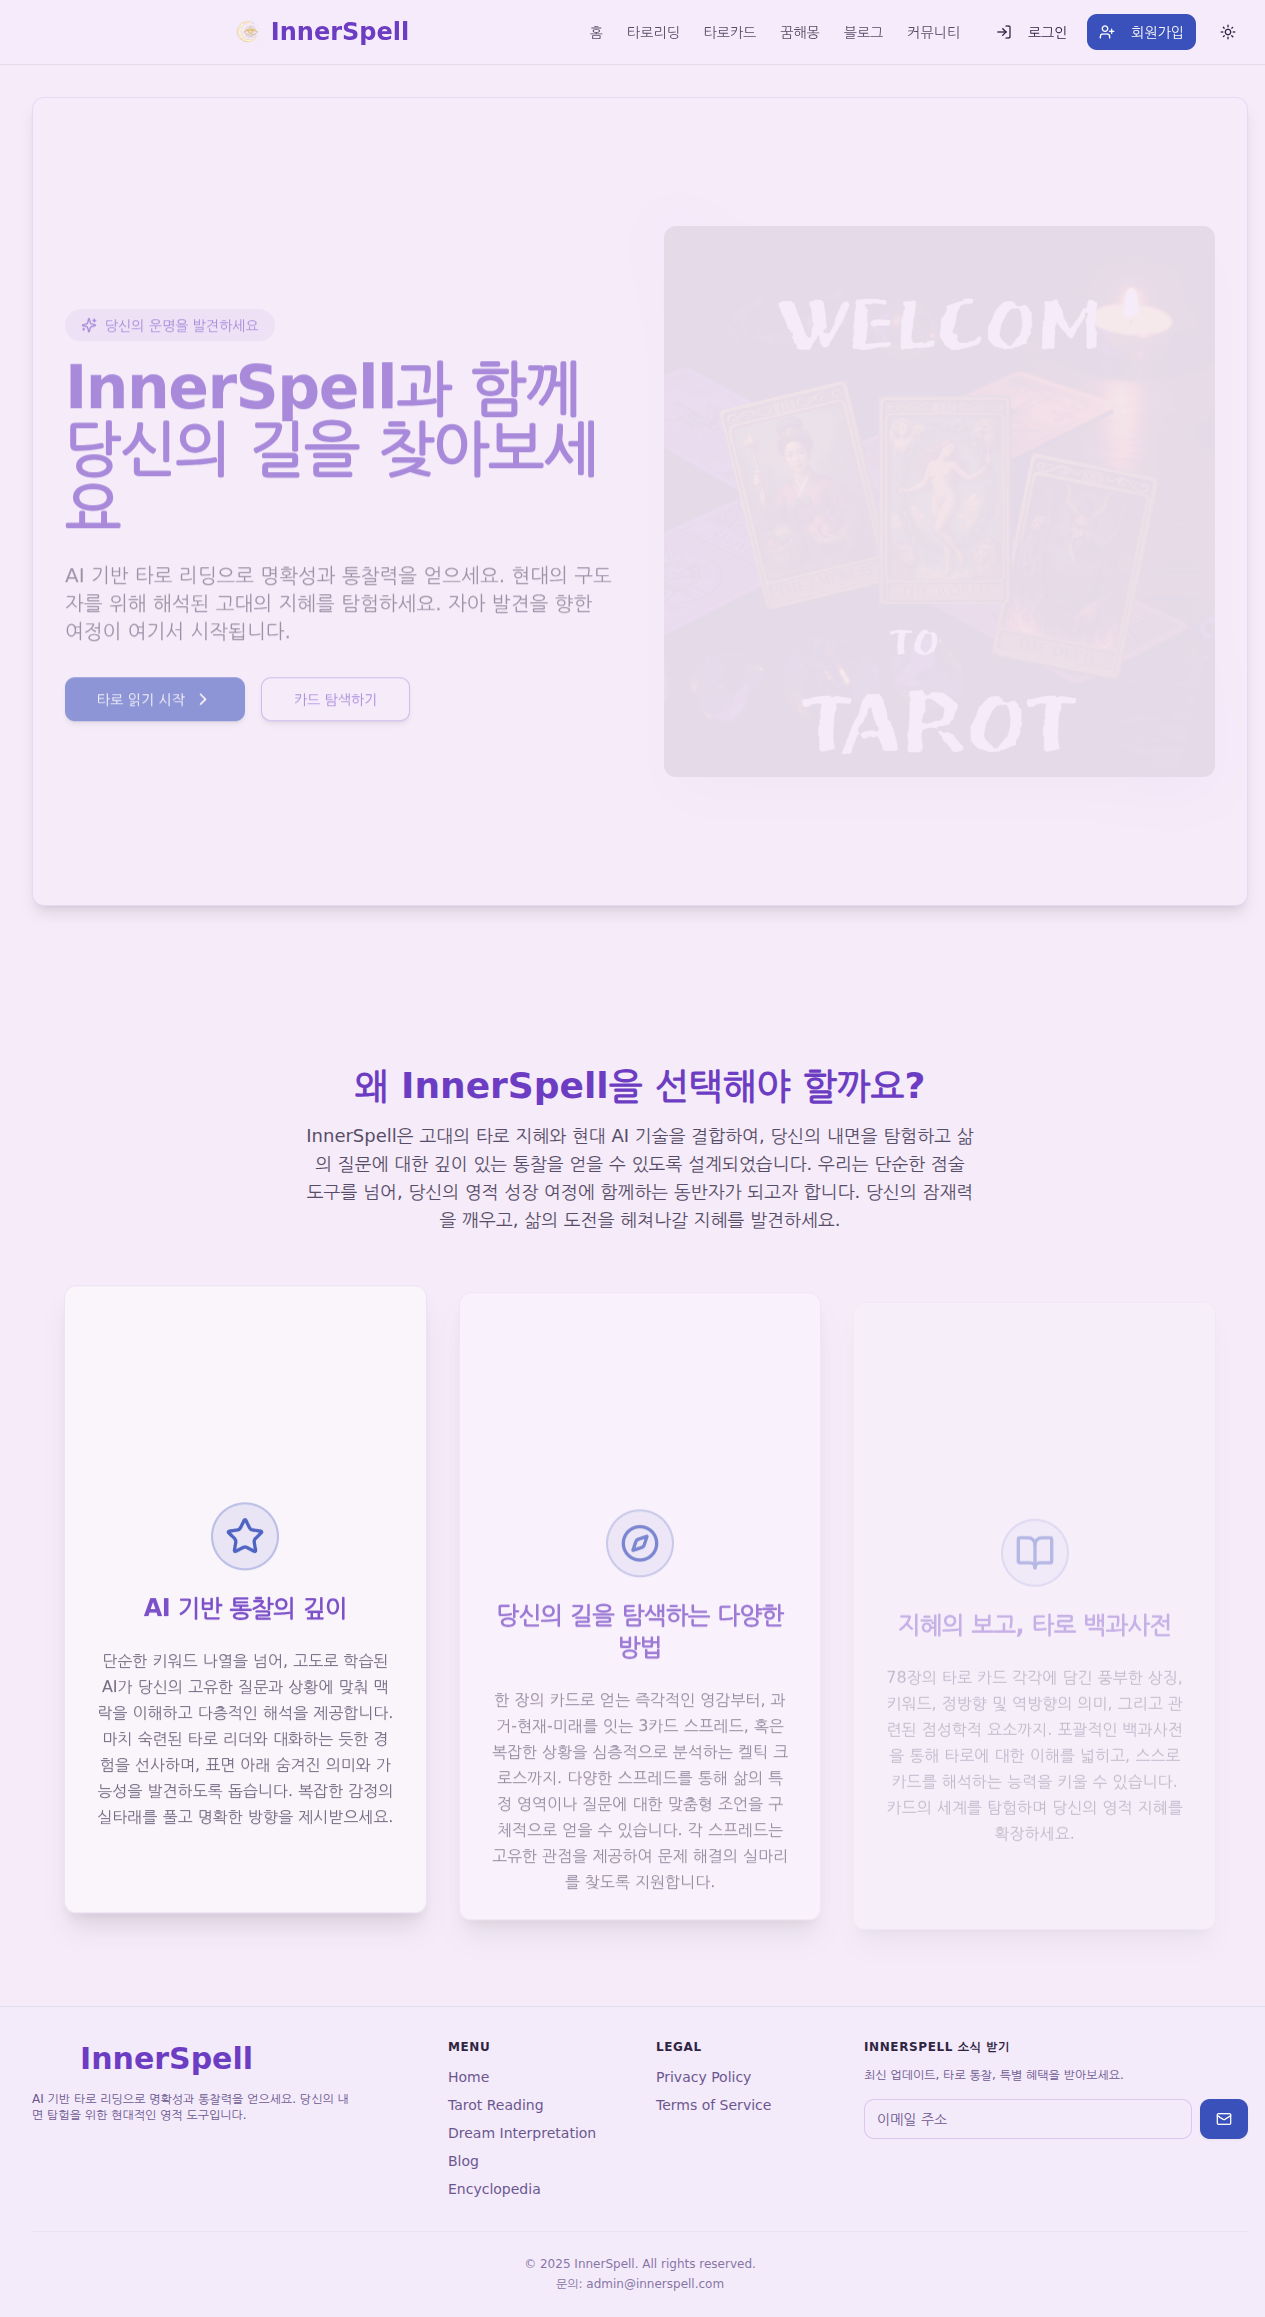 InnerSpell
홈
타로리딩
타로카드
꿈해몽
블로그
커뮤니티
로그인
회원가입
당신의 운명을 발견하세요
InnerSpell과 함께
당신의 길을 찾아보세
요
AI 기반 타로 리딩으로 명확성과 통찰력을 얻으세요. 현대의 구도
자를 위해 해석된 고대의 지혜를 탐험하세요. 자아 발견을 향한
여정이 여기서 시작됩니다.
타로 읽기 시작
카드 탐색하기
WELCOM
TO
TAROT
왜 InnerSpell을 선택해야 할까요?
InnerSpell은 고대의 타로 지혜와 현대 AI 기술을 결합하여, 당신의 내면을 탐험하고 삶
의 질문에 대한 깊이 있는 통찰을 얻을 수 있도록 설계되었습니다. 우리는 단순한 점술
도구를 넘어, 당신의 영적 성장 여정에 함께하는 동반자가 되고자 합니다. 당신의 잠재력
을 깨우고, 삶의 도전을 헤쳐나갈 지혜를 발견하세요.
AI 기반 통찰의 깊이
단순한 키워드 나열을 넘어, 고도로 학습된
AI가 당신의 고유한 질문과 상황에 맞춰 맥
락을 이해하고 다층적인 해석을 제공합니다.
마치 숙련된 타로 리더와 대화하는 듯한 경
험을 선사하며, 표면 아래 숨겨진 의미와 가
능성을 발견하도록 돕습니다. 복잡한 감정의
실타래를 풀고 명확한 방향을 제시받으세요.
당신의 길을 탐색하는 다양한
방법
한 장의 카드로 얻는 즉각적인 영감부터, 과
거-현재-미래를 잇는 3카드 스프레드, 혹은
복잡한 상황을 심층적으로 분석하는 켈틱 크
로스까지. 다양한 스프레드를 통해 삶의 특
정 영역이나 질문에 대한 맞춤형 조언을 구
체적으로 얻을 수 있습니다. 각 스프레드는
고유한 관점을 제공하여 문제 해결의 실마리
를 찾도록 지원합니다.
지혜의 보고, 타로 백과사전
78장의 타로 카드 각각에 담긴 풍부한 상징,
키워드, 정방향 및 역방향의 의미, 그리고 관
련된 점성학적 요소까지. 포괄적인 백과사전
을 통해 타로에 대한 이해를 넓히고, 스스로
카드를 해석하는 능력을 키울 수 있습니다.
카드의 세계를 탐험하며 당신의 영적 지혜를
확장하세요.
InnerSpell
AI 기반 타로 리딩으로 명확성과 통찰력을 얻으세요. 당신의 내
면 탐험을 위한 현대적인 영적 도구입니다.
MENU
Home
Tarot Reading
Dream Interpretation
Blog
Encyclopedia
LEGAL
Privacy Policy
Terms of Service
INNERSPELL 소식 받기
최신 업데이트, 타로 통찰, 특별 혜택을 받아보세요.
이메일 주소
© 2025 InnerSpell. All rights reserved.
문의: admin@innerspell.com